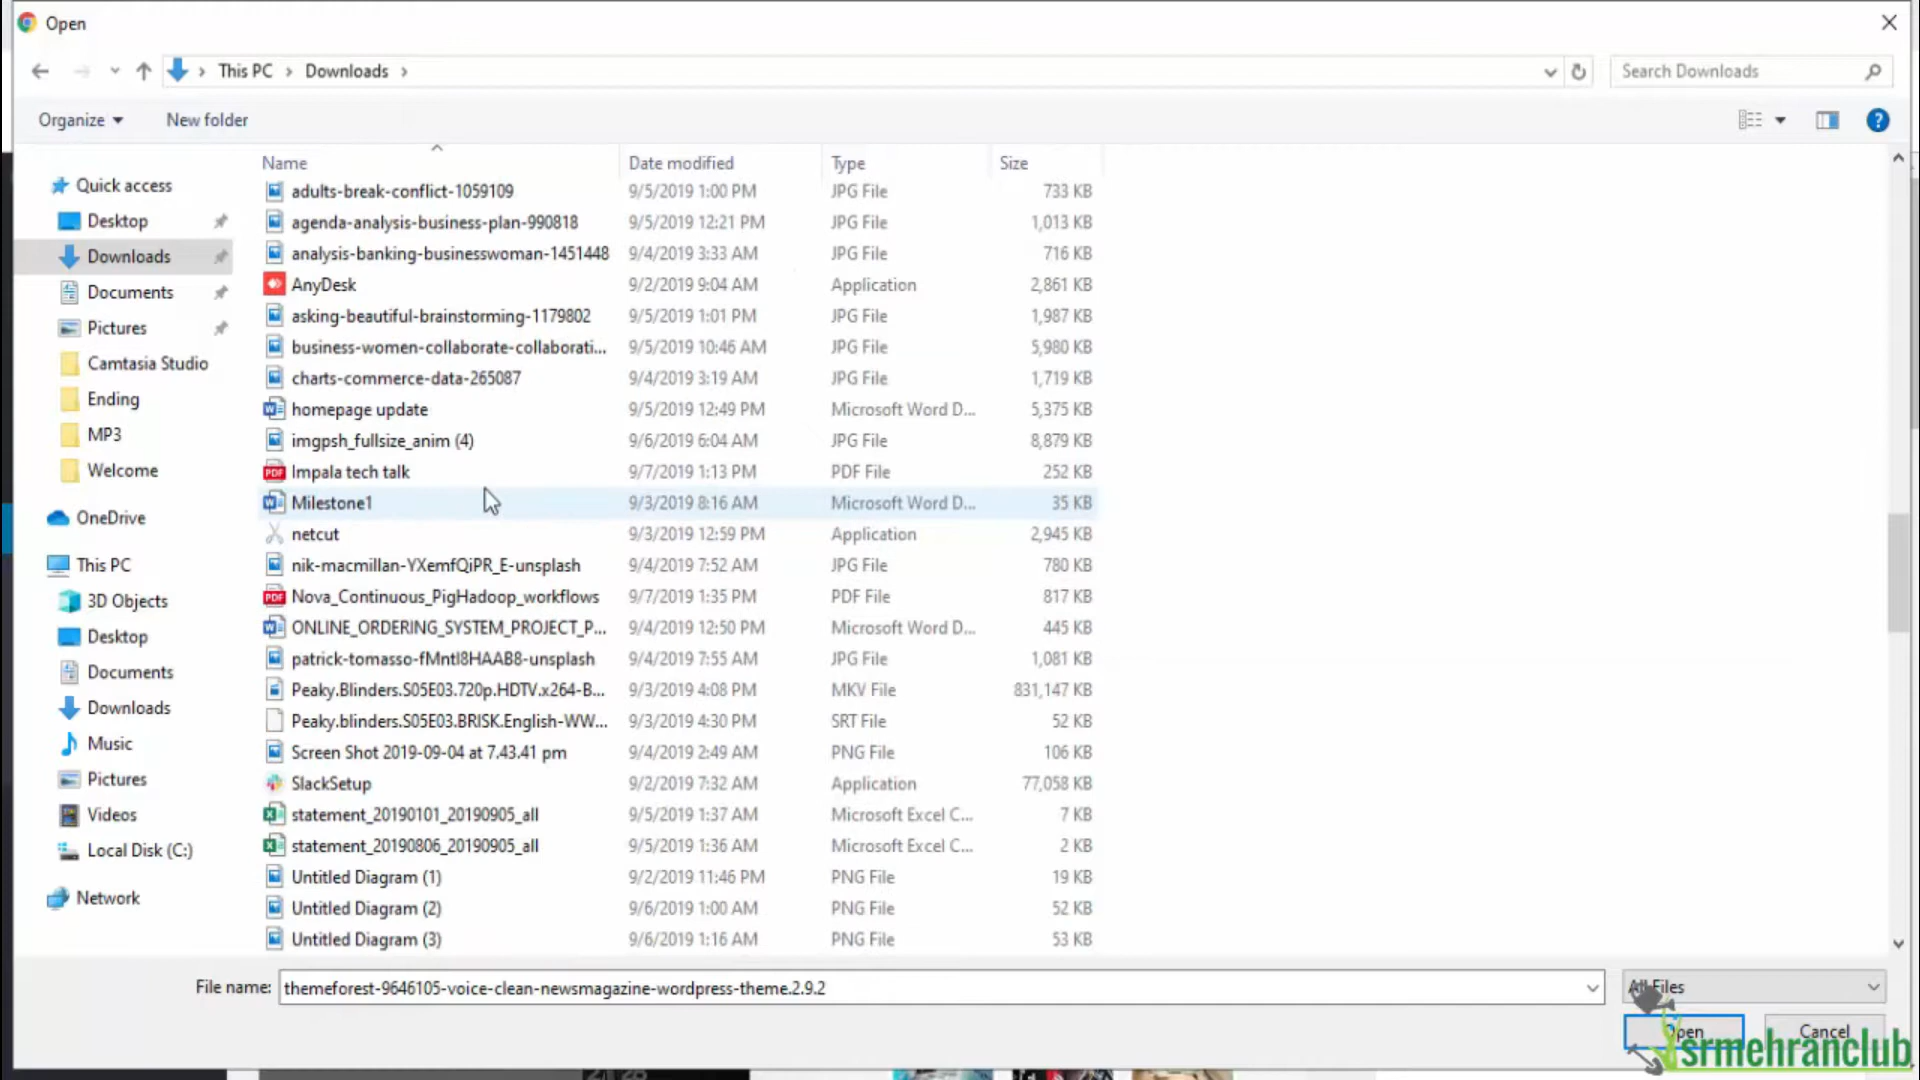 Open
This PC > Downloads >
Search Downloads
Organize
New folder
Name Date modified Type Size
Quick access
Desktop
Downloads
Documents
Pictures
Camtasia Studio
Ending
MP3
Welcome
OneDrive
This PC
3D Objects
Desktop
Documents
Downloads
Music
Pictures
Videos
Local Disk (C:)
Network
adults-break-conflict-1059109 9/5/2019 1:00 PM JPG File 733 KB
agenda-analysis-business-plan-990818 9/5/2019 12:21 PM JPG File 1,013 KB
analysis-banking-businesswoman-1451448 9/4/2019 3:33 AM JPG File 716 KB
AnyDesk 9/2/2019 9:04 AM Application 2,861 KB
asking-beautiful-brainstorming-1179802 9/5/2019 1:01 PM JPG File 1,987 KB
business-women-collaborate-collaborati... 9/5/2019 10:46 AM JPG File 5,980 KB
charts-commerce-data-265087 9/4/2019 3:19 AM JPG File 1,719 KB
homepage update 9/5/2019 12:49 PM Microsoft Word D... 5,375 KB
imgpsh_fullsize_anim (4) 9/6/2019 6:04 AM JPG File 8,879 KB
Impala tech talk 9/7/2019 1:13 PM PDF File 252 KB
Milestone1 9/3/2019 8:16 AM Microsoft Word D... 35 KB
netcut 9/3/2019 12:59 PM Application 2,945 KB
nik-macmillan-YXemfQiPR_E-unsplash 9/4/2019 7:52 AM JPG File 780 KB
Nova_Continuous_PigHadoop_workflows 9/7/2019 1:35 PM PDF File 817 KB
ONLINE_ORDERING_SYSTEM_PROJECT_P... 9/4/2019 12:50 PM Microsoft Word D... 445 KB
patrick-tomasso-fMntI8HAAB8-unsplash 9/4/2019 7:55 AM JPG File 1,081 KB
Peaky.Blinders.S05E03.720p.HDTV.x264-B... 9/3/2019 4:08 PM MKV File 831,147 KB
Peaky.blinders.S05E03.BRISK.English-WW... 9/3/2019 4:30 PM SRT File 52 KB
Screen Shot 2019-09-04 at 7.43.41 pm 9/4/2019 2:49 AM PNG File 106 KB
SlackSetup 9/2/2019 7:32 AM Application 77,058 KB
statement_20190101_20190905_all 9/5/2019 1:37 AM Microsoft Excel C... 7 KB
statement_20190806_20190905_all 9/5/2019 1:36 AM Microsoft Excel C... 2 KB
Untitled Diagram (1) 9/2/2019 11:46 PM PNG File 19 KB
Untitled Diagram (2) 9/6/2019 1:00 AM PNG File 52 KB
Untitled Diagram (3) 9/6/2019 1:16 AM PNG File 53 KB
File name: themeforest-9646105-voice-clean-newsmagazine-wordpress-theme.2.9.2
All Files
Open
Cancel
srmehranclub